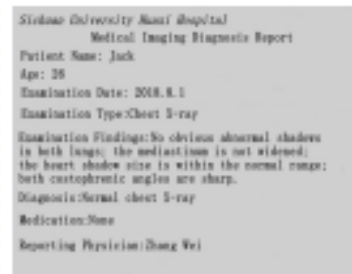 University Hospital
Medical Imaging Diagnosis Report
Patient Name: Jack
Age:
Examination Date: 2018.8.1
Examination Type:Chest X-ray
Examination Findings:No obvious abnormal shadows
in both lungs; the mediastinum is not widened;
the heart shadow size is within the normal range;
both costophrenic angles are sharp.
Diagnosis:Normal chest X-ray
Medication:None
Reporting Physician:Zhang Wei